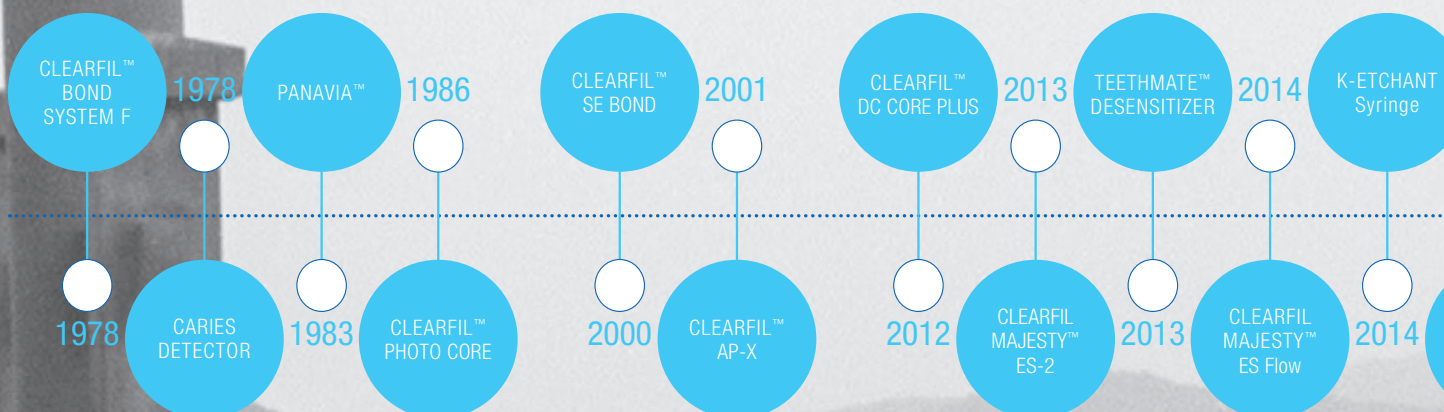 CLEARFIL™
BOND
SYSTEM F
1978
PANAVIA™
1986
CLEARFIL™
SE BOND
2001
CLEARFIL™
DC CORE PLUS
2013
TEETHMATE™
DESENSITIZER
2014
K-ETCHANT
Syringe
1978
CARIES
DETECTOR
1983
CLEARFIL™
PHOTO CORE
2000
CLEARFIL™
AP-X
2012
CLEARFIL
MAJESTY™
ES-2
2013
CLEARFIL
MAJESTY™
ES Flow
2014